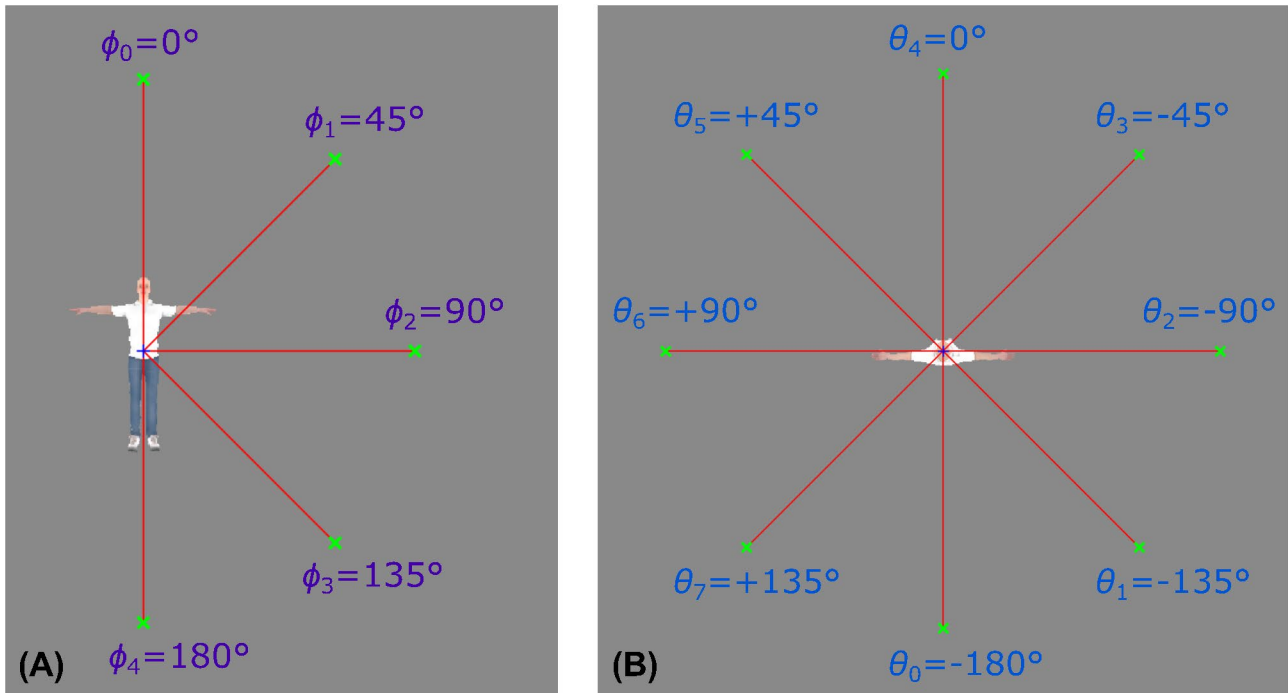 ϕ₀=0°
ϕ₁=45°
ϕ₂=90°
ϕ₃=135°
ϕ₄=180°
(A)
θ₄=0°
θ₅=+45°
θ₃=-45°
θ₆=+90°
θ₂=-90°
θ₇=+135°
θ₁=-135°
θ₀=-180°
(B)